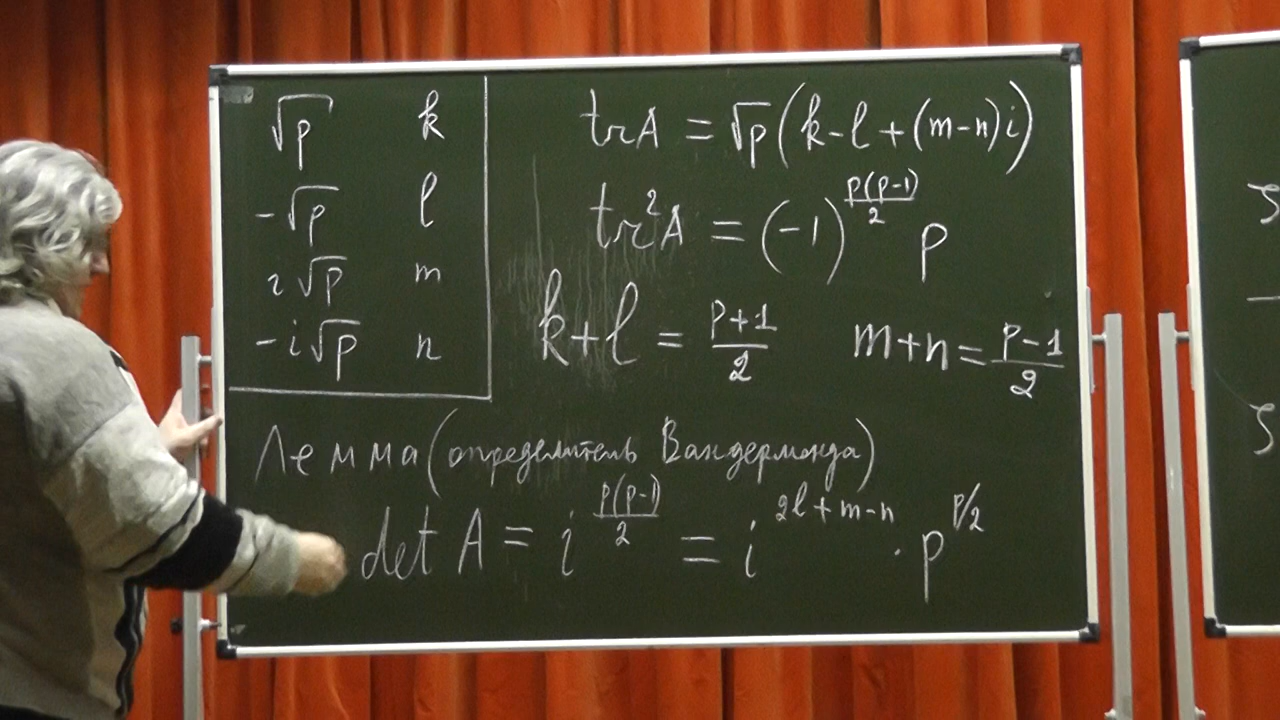 √p k
-√p l
i√p m
-i√p n
trA = √p(k-l+(m-n)i)
tr²A = (-1)^{p(p-1)/2} p
k+l = (p+1)/2 m+n = (p-1)/2
Лемма (определитель Вандермонда)
det A = i^{p(p-1)/2} = i^{2l+m-n} · p^{p/2}
ζ
ζ